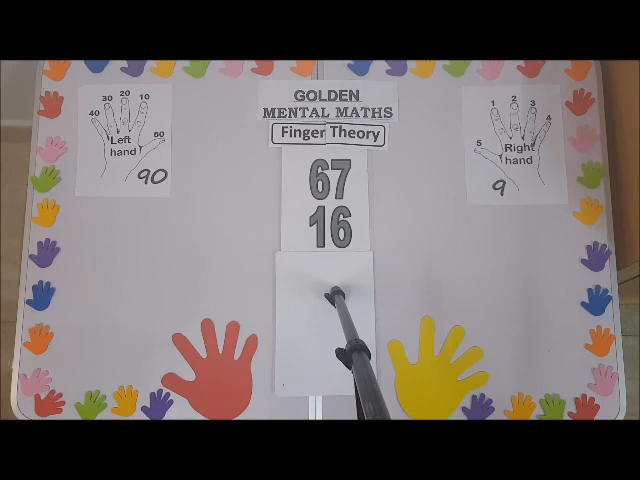 GOLDEN
MENTAL MATHS
Finger Theory
40 30 20 10
50
Left
hand
90
67
16
1 2 3 4
5
Right
hand
9